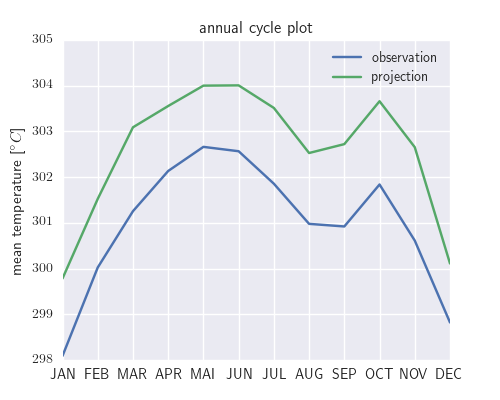 annual cycle plot
observation
projection
mean temperature [°C]
305
304
303
302
301
300
299
298
JAN FEB MAR APR MAI JUN JUL AUG SEP OCT NOV DEC